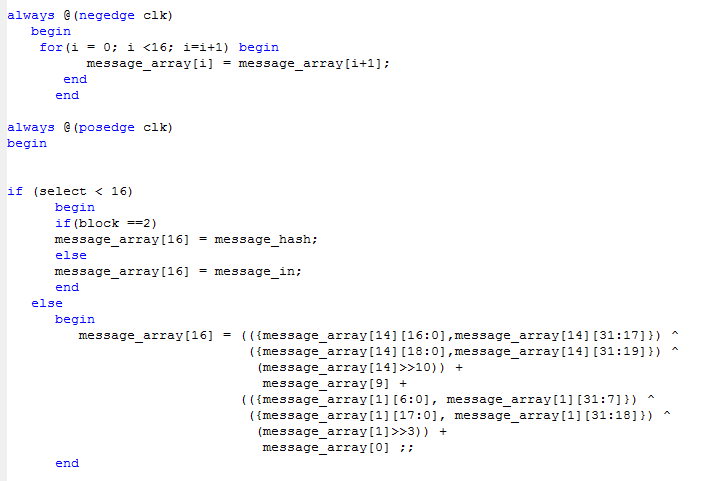 always @(negedge clk)
begin
for(i = 0; i <16; i=i+1) begin
message_array[i] = message_array[i+1];
end
end
always @(posedge clk)
begin
if (select < 16)
begin
if(block ==2)
message_array[16] = message_hash;
else
message_array[16] = message_in;
end
else
begin
message_array[16] = (({message_array[14][16:0],message_array[14][31:17]}) ^
({message_array[14][18:0],message_array[14][31:19]}) ^
(message_array[14]>>10)) +
message_array[9] +
(({message_array[1][6:0], message_array[1][31:7]}) ^
({message_array[1][17:0], message_array[1][31:18]}) ^
(message_array[1]>>3)) +
message_array[0] ;;
end